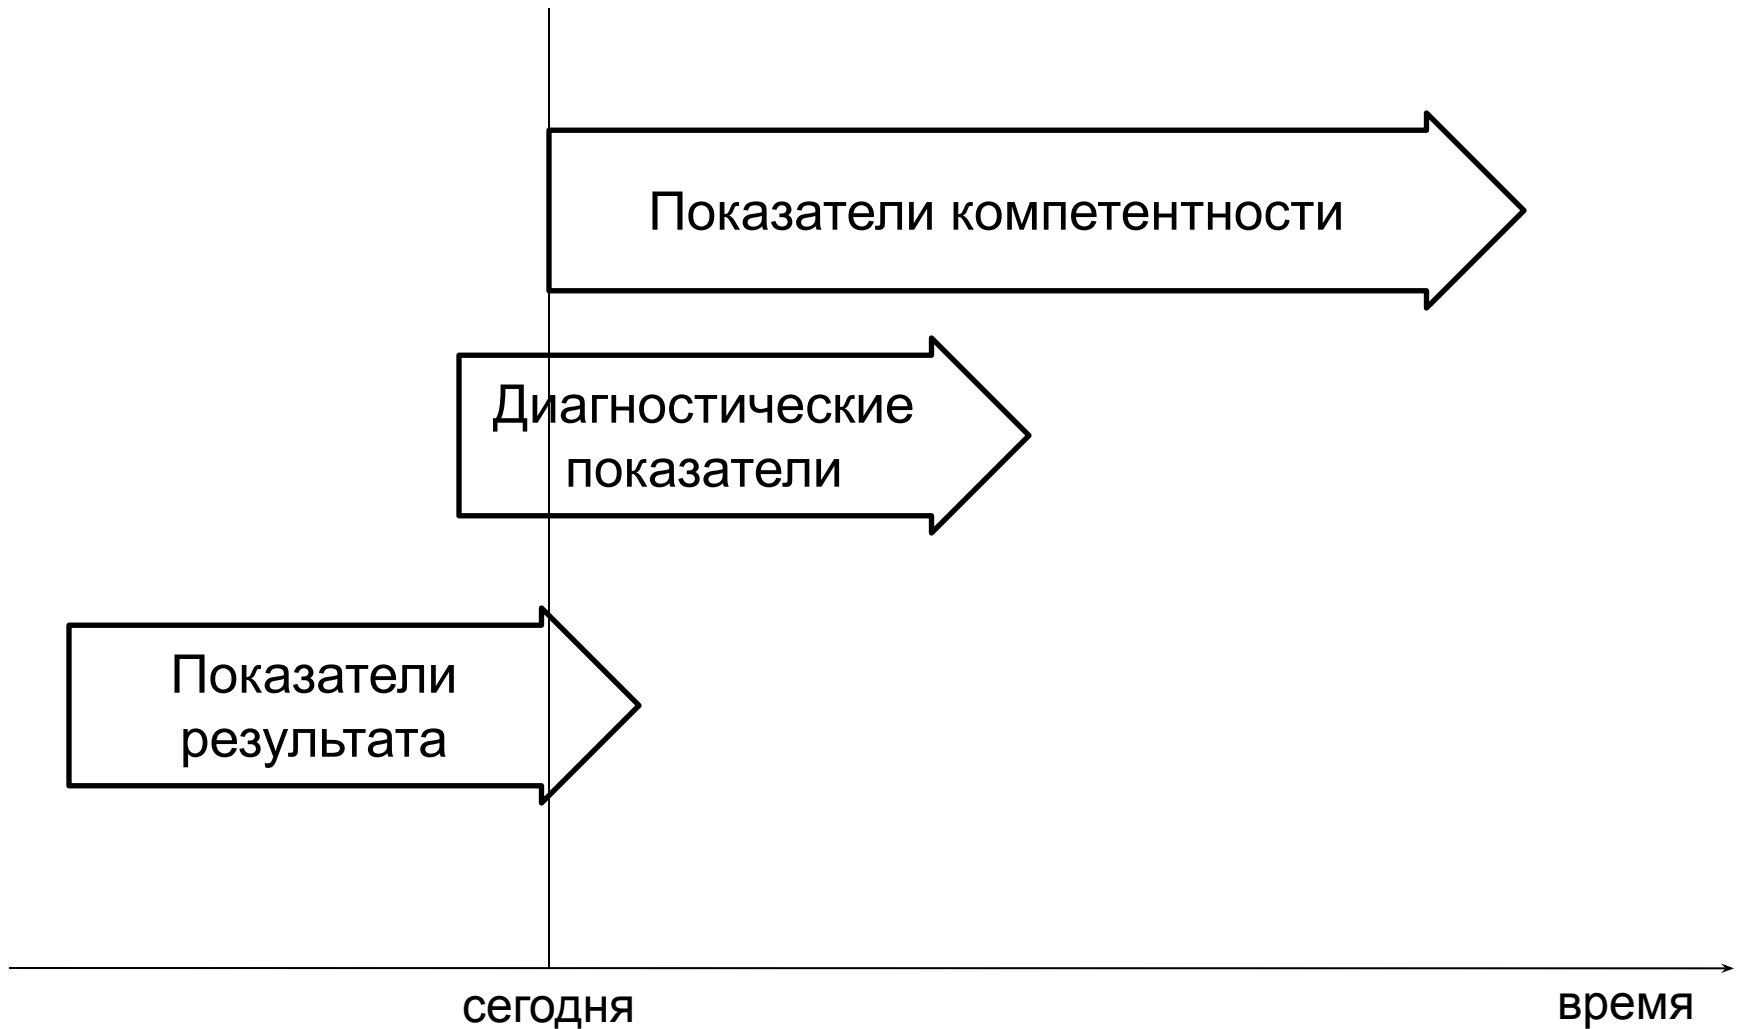 Показатели компетентности
Диагностические
показатели
Показатели
результата
сегодня
время